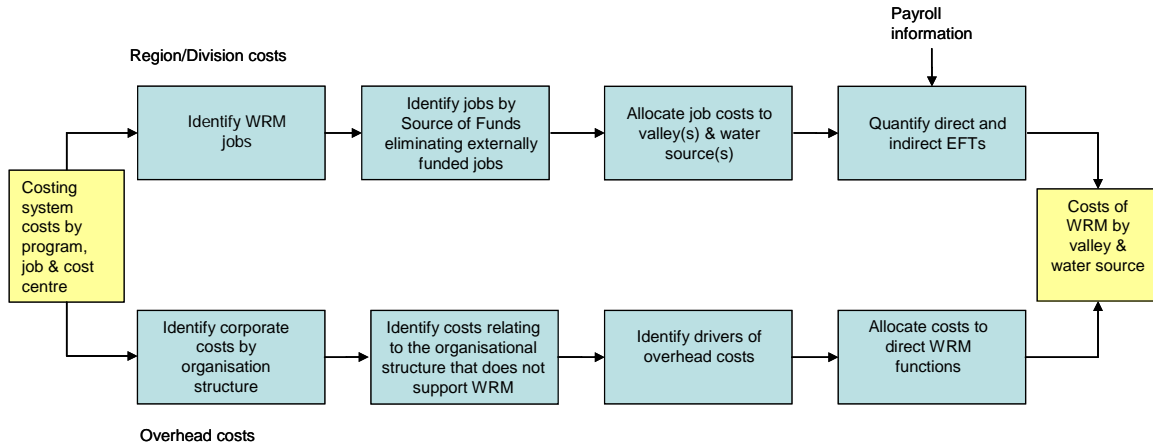 Payroll
information
Region/Division costs
Identify WRM
jobs
Identify jobs by
Source of Funds
eliminating externally
funded jobs
Allocate job costs to
valley(s) & water
source(s)
Quantify direct and
indirect EFTs
Costing
system
costs by
program,
job & cost
centre
Costs of
WRM by
valley &
water source
Identify corporate
costs by
organisation
structure
Identify costs relating
to the organisational
structure that does not
support WRM
Identify drivers of
overhead costs
Allocate costs to
direct WRM
functions
Overhead costs